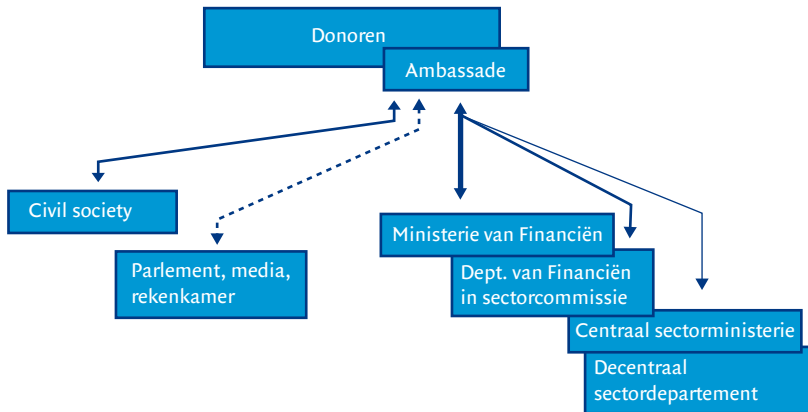 Donoren
Ambassade
Civil society
Parlement, media,
rekenkamer
Ministerie van Financiën
Dept. van Financiën
in sectorcommissie
Centraal sectorministerie
Decentraal
sectordepartement